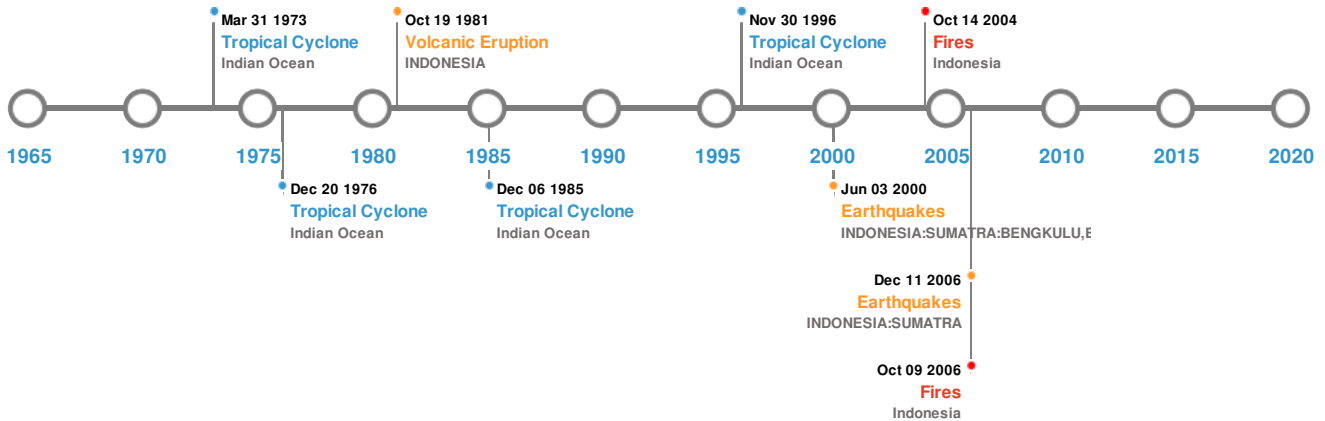 Mar 31 1973
Tropical Cyclone
Indian Ocean
Oct 19 1981
Volcanic Eruption
INDONESIA
Nov 30 1996
Tropical Cyclone
Indian Ocean
Oct 14 2004
Fires
Indonesia
1965 1970 1975 1980 1985 1990 1995 2000 2005 2010 2015 2020
Dec 20 1976
Tropical Cyclone
Indian Ocean
Dec 06 1985
Tropical Cyclone
Indian Ocean
Jun 03 2000
Earthquakes
INDONESIA:SUMATRA:BENGKULU,E
Dec 11 2006
Earthquakes
INDONESIA:SUMATRA
Oct 09 2006
Fires
Indonesia